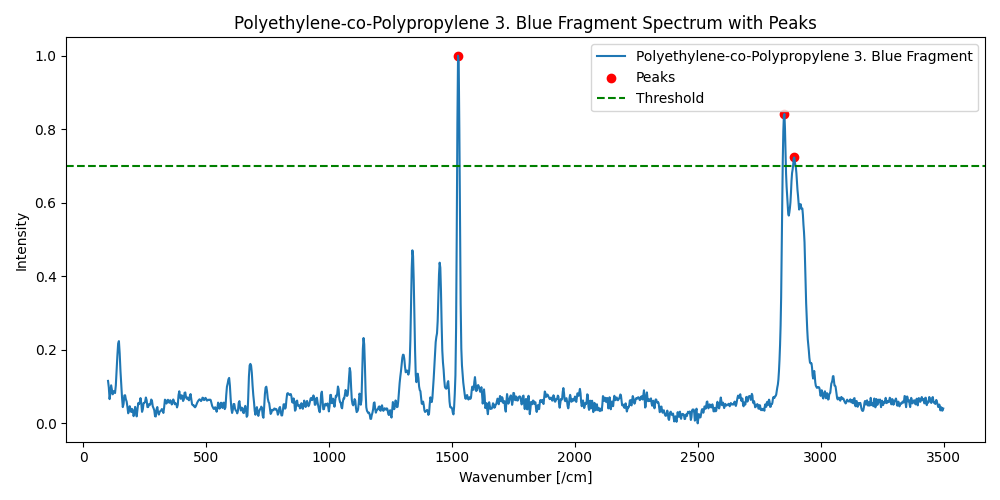 Polyethylene-co-Polypropylene 3. Blue Fragment Spectrum with Peaks
Polyethylene-co-Polypropylene 3. Blue Fragment
Peaks
Threshold
Intensity
1.0
0.8
0.6
0.4
0.2
0.0
0 500 1000 1500 2000 2500 3000 3500
Wavenumber [/cm]